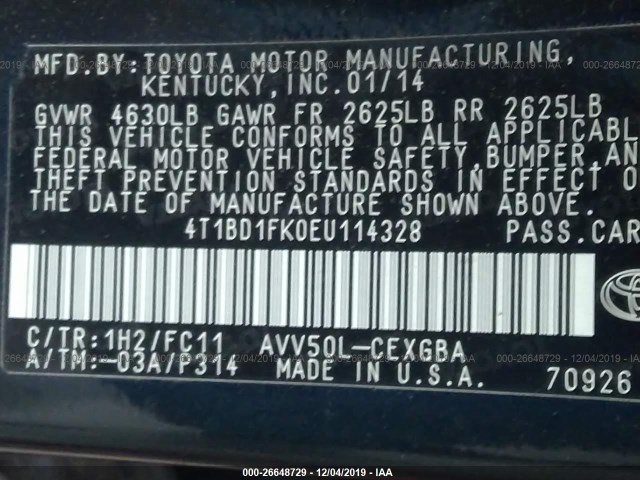 MFD.BY:TOYOTA MOTOR MANUFACTURING,
KENTUCKY, INC. 01/14
GVWR 4630LB GAWR FR 2625LB RR 2625LB
THIS VEHICLE CONFORMS TO ALL APPLICABL
FEDERAL MOTOR VEHICLE SAFETY, BUMPER, AN
THEFT PREVENTION STANDARDS IN EFFECT O
THE DATE OF MANUFACTURE SHOWN ABOVE.
4T1BD1FK0EU114328 PASS.CAR
C/TR:1H2/FC11 AVV50L-CEXGBA
A/TM:-03A/P314 MADE IN U.S.A. 70926
000-26648729 - 12/04/2019 - IAA